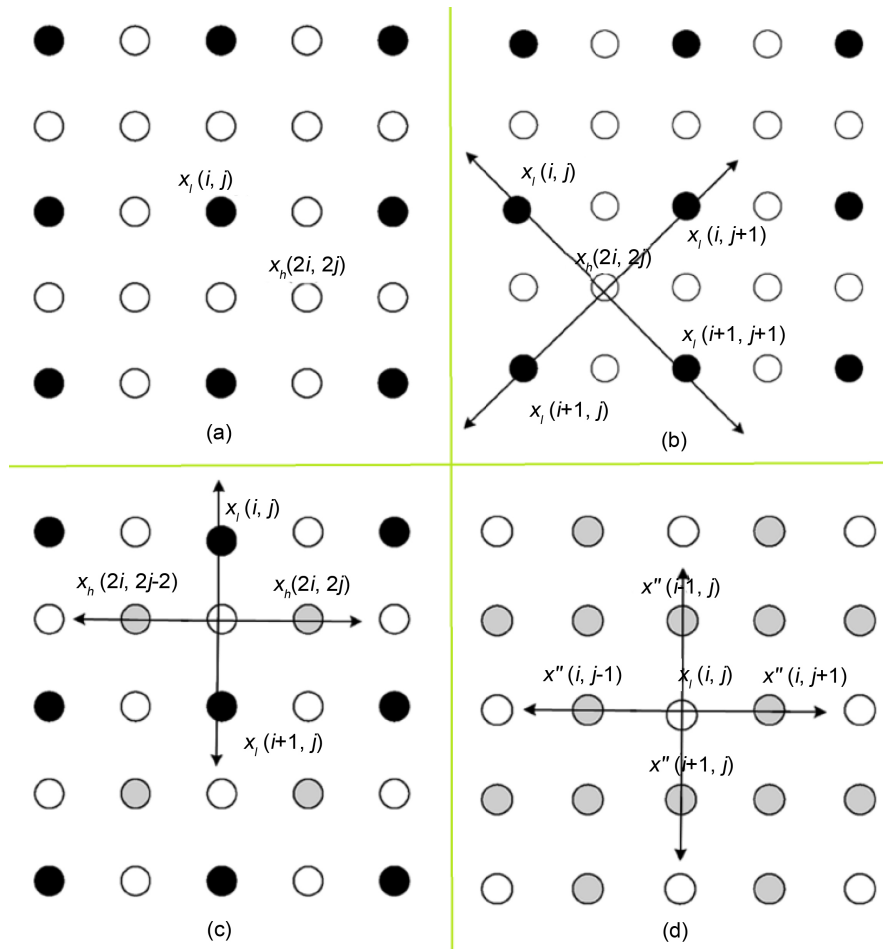 x_l (i, j)
x_h(2i, 2j)
(a)
x_l (i, j)
x_l (i, j+1)
x_h(2i, 2j)
x_l (i+1, j+1)
x_l (i+1, j)
(b)
x_l (i, j)
x_h (2i, 2j-2)
x_h(2i, 2j)
x_l (i+1, j)
(c)
x″ (i-1, j)
x″ (i, j-1)
x_l (i, j)
x″ (i, j+1)
x″ (i+1, j)
(d)